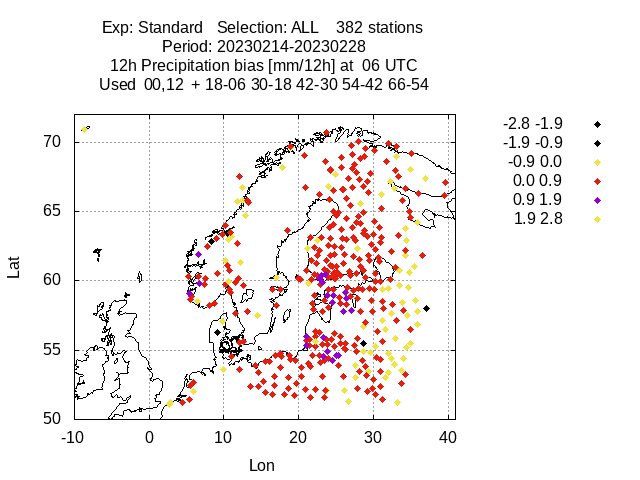 Exp: Standard   Selection: ALL    382 stations
Period: 20230214-20230228
12h Precipitation bias [mm/12h] at  06 UTC
Used  00,12  + 18-06 30-18 42-30 54-42 66-54
-2.8 -1.9
-1.9 -0.9
-0.9 0.0
0.0 0.9
0.9 1.9
1.9 2.8
70
65
60
55
50
Lat
-10 0 10 20 30 40
Lon